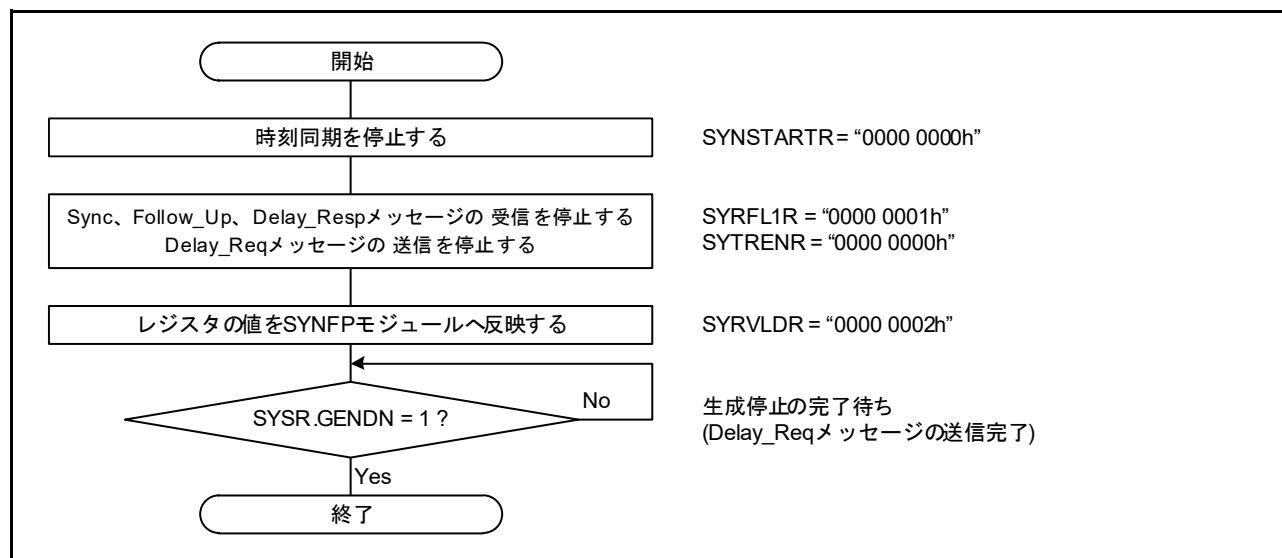 開始
時刻同期を停止する
SYNSTARTR = “0000 0000h”
Sync、Follow_Up、Delay_Respメッセージの 受信を停止する
Delay_Reqメッセージの 送信を停止する
SYRFL1R = “0000 0001h”
SYTRENR = “0000 0000h”
レジスタの値をSYNFPモジュールへ反映する
SYRVLDR = “0000 0002h”
SYSR.GENDN = 1 ?
No
生成停止の完了待ち
(Delay_Reqメッセージの送信完了)
Yes
終了